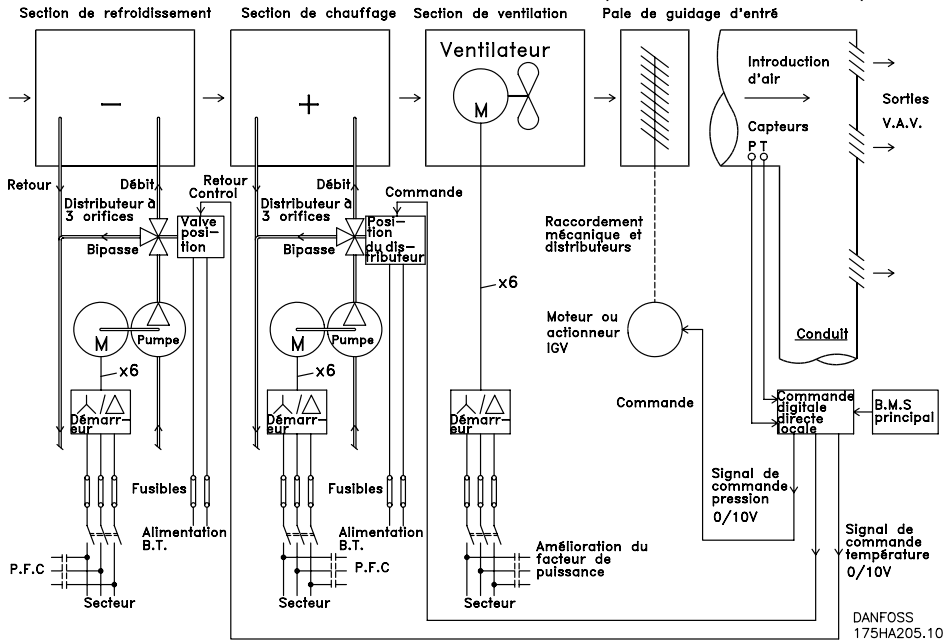 Section de refroidissement
Section de chauffage
Section de ventilation
Pale de guidage d'entré
Ventilateur
M
Introduction
d'air
Capteurs
P T
Sorties
V.A.V.
Retour
Débit
Distributeur à
3 orifices
Bipasse
Valve
posi-
tion
Retour
Control
Débit
Distributeur à
3 orifices
Bipasse
Commande
Posi-
tion
du dis-
tributeur
Raccordement
mécanique et
distributeurs
x6
M
Pumpe
x6
M
Pumpe
x6
Moteur ou
actionneur
IGV
Conduit
Commande
Démarr-
eur
Démarr-
eur
Démarr-
eur
Commande
digitale
directe
locale
B.M.S
principal
Fusibles
Fusibles
Signal de
commande
pression
0/10V
Alimentation
B.T.
Alimentation
B.T.
Signal de
commande
température
0/10V
P.F.C
P.F.C
Amélioration du
facteur de
puissance
Secteur
Secteur
Secteur
DANFOSS
175HA205.10